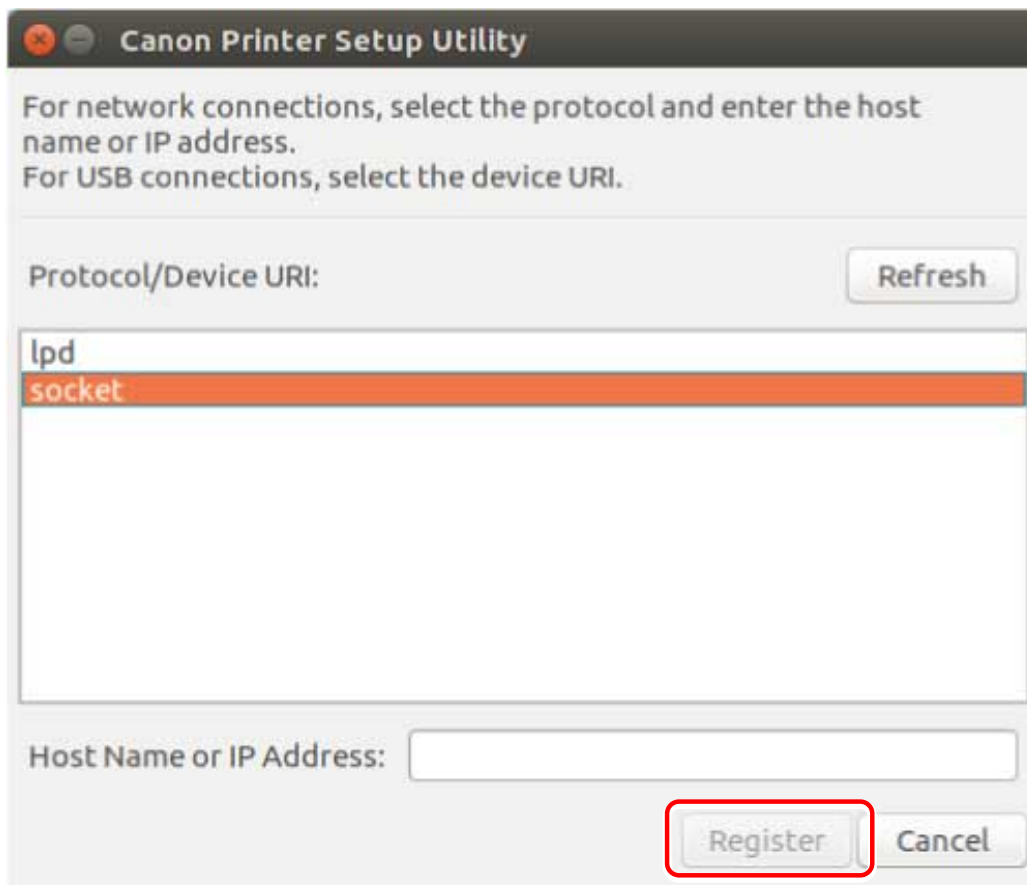 Canon Printer Setup Utility
For network connections, select the protocol and enter the host
name or IP address.
For USB connections, select the device URI.
Protocol/Device URI:
Refresh
lpd
socket
Host Name or IP Address:
Register
Cancel